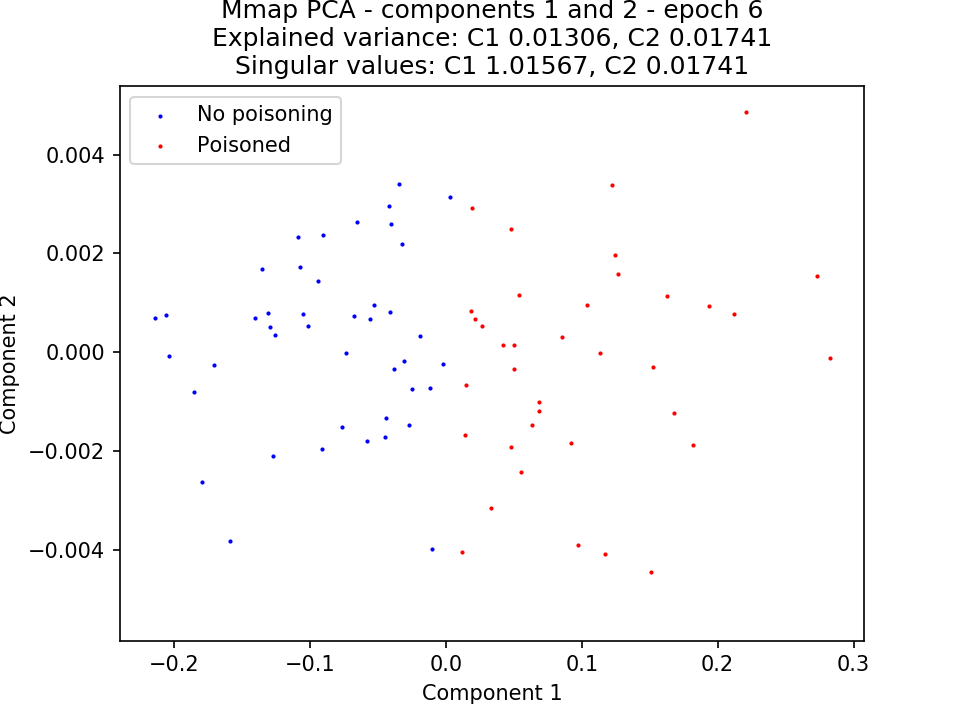 Mmap PCA - components 1 and 2 - epoch 6
Explained variance: C1 0.01306, C2 0.01741
Singular values: C1 1.01567, C2 0.01741
No poisoning
Poisoned
0.004
0.002
0.000
−0.002
−0.004
Component 2
−0.2
−0.1
0.0
0.1
0.2
0.3
Component 1